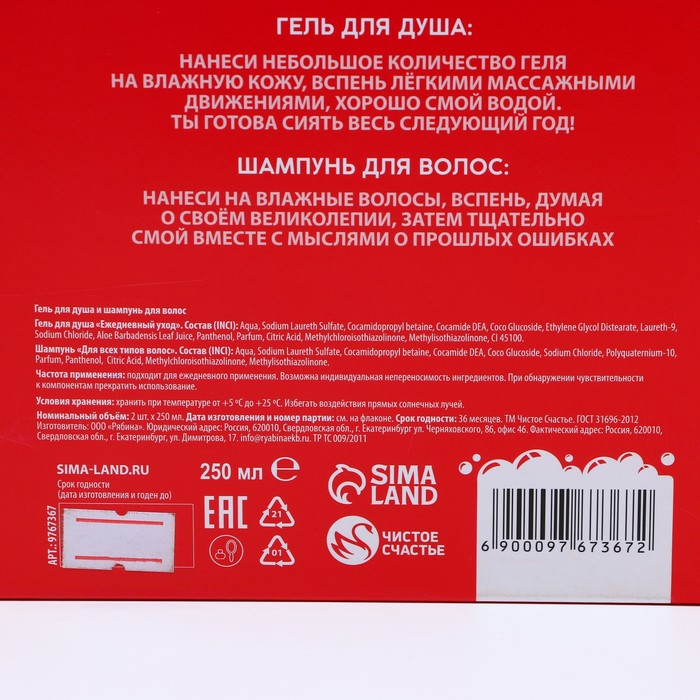 ГЕЛЬ ДЛЯ ДУША:
НАНЕСИ НЕБОЛЬШОЕ КОЛИЧЕСТВО ГЕЛЯ
НА ВЛАЖНУЮ КОЖУ, ВСПЕНЬ ЛЁГКИМИ МАССАЖНЫМИ
ДВИЖЕНИЯМИ, ХОРОШО СМОЙ ВОДОЙ.
ТЫ ГОТОВА СИЯТЬ ВЕСЬ СЛЕДУЮЩИЙ ГОД!
ШАМПУНЬ ДЛЯ ВОЛОС:
НАНЕСИ НА ВЛАЖНЫЕ ВОЛОСЫ, ВСПЕНЬ, ДУМАЯ
О СВОЁМ ВЕЛИКОЛЕПИИ, ЗАТЕМ ТЩАТЕЛЬНО
СМОЙ ВМЕСТЕ С МЫСЛЯМИ О ПРОШЛЫХ ОШИБКАХ
Гель для душа и шампунь для волос
Гель для душа «Ежедневный уход». Состав (INCI): Aqua, Sodium Laureth Sulfate, Cocamidopropyl betaine, Cocamide DEA, Coco Glucoside, Ethylene Glycol Distearate, Laureth-9,
Sodium Chloride, Aloe Barbadensis Leaf Juice, Panthenol, Parfum, Citric Acid, Methylchloroisothiazolinone, Methylisothiazolinone, CI 45100.
Шампунь «Для всех типов волос». Состав (INCI): Aqua, Sodium Laureth Sulfate, Cocamidopropyl betaine, Cocamide DEA, Coco Glucoside, Sodium Chloride, Polyquaternium-10,
Parfum, Panthenol, Citric Acid, Methylchloroisothiazolinone, Methylisothiazolinone.
Частота применения: подходит для ежедневного применения. Возможна индивидуальная непереносимость ингредиентов. При обнаружении чувствительности
к компонентам прекратить использование.
Условия хранения: хранить при температуре от +5 °С до +25 °С. Избегать воздействия прямых солнечных лучей.
Номинальный объём: 2 шт. х 250 мл. Дата изготовления и номер партии: см. на флаконе. Срок годности: 36 месяцев. ТМ Чистое Счастье. ГОСТ 31696-2012
Изготовитель: ООО «Рябина». Юридический адрес: Россия, 620010, Свердловская обл., г. Екатеринбург ул. Черняховского, 86, офис 46. Фактический адрес: Россия, 620010,
Свердловская обл., г. Екатеринбург, ул. Димитрова, 17. info@ryabinaekb.ru ТР ТС 009/2011
SIMA-LAND.RU
Срок годности
(дата изготовления и годен до)
АРТ.: 9767367
250 мл ℮
EAC
21
01
SIMA
LAND
ЧИСТОЕ
СЧАСТЬЕ
6 900097 673672